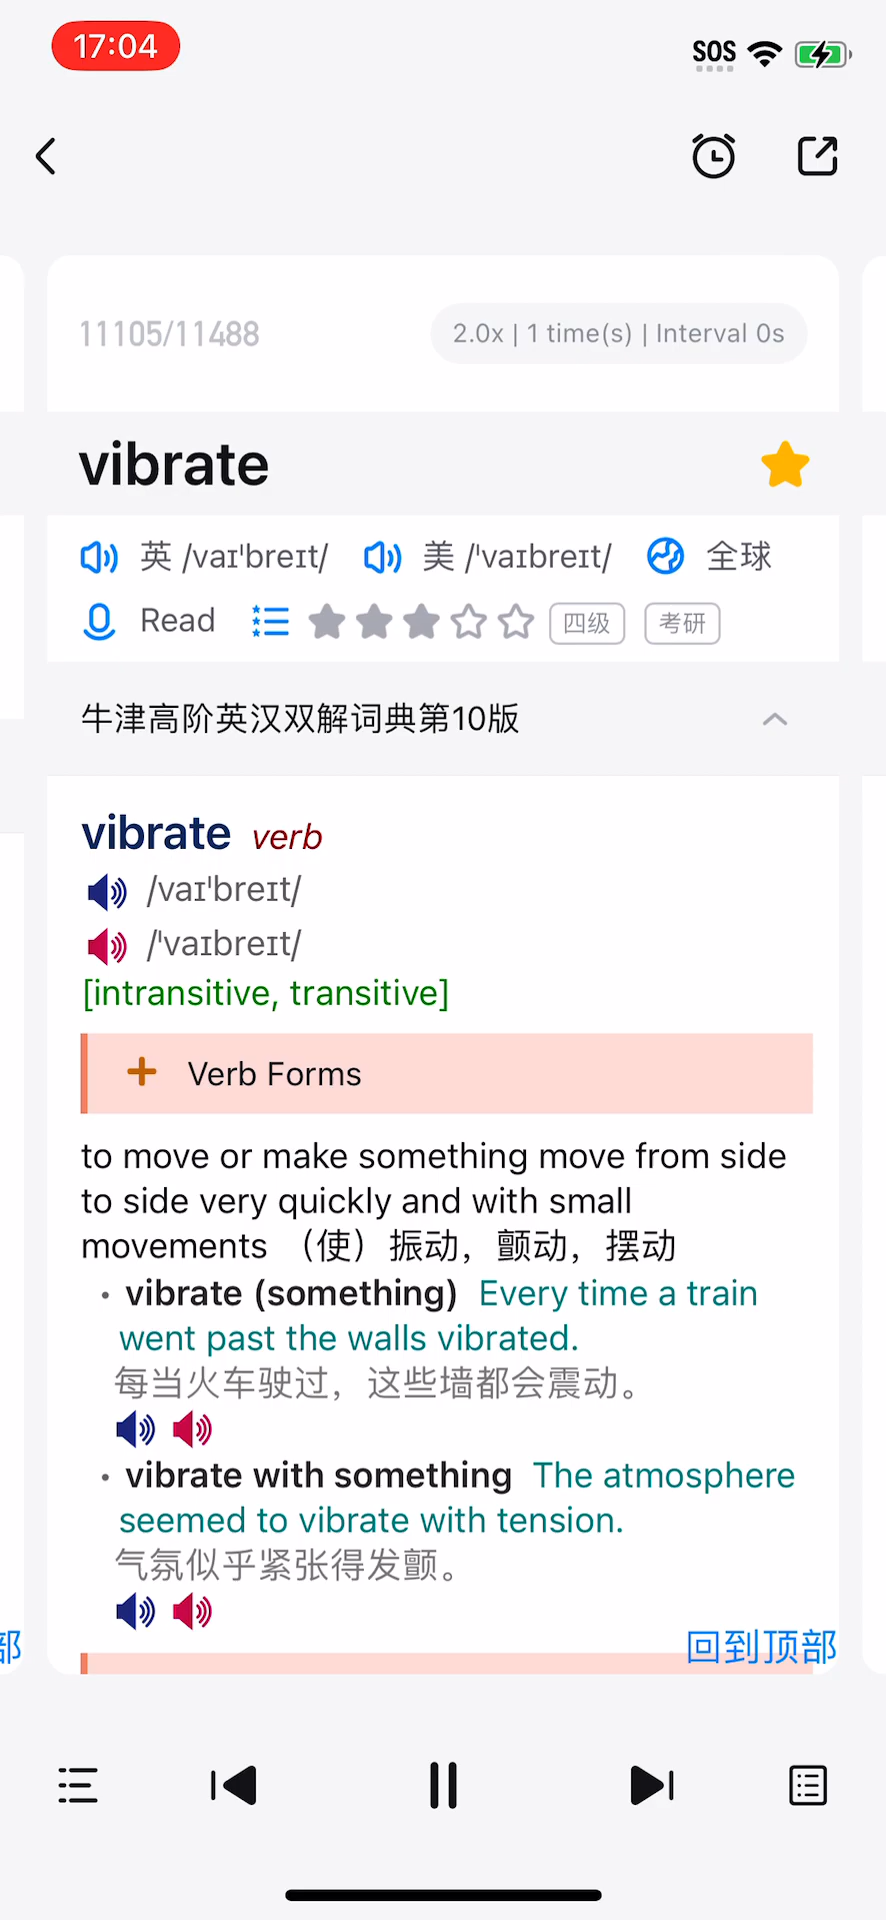 17:04 SOS
11105/11488 2.0x | 1 time(s) | Interval 0s
vibrate
英 /vaɪˈbreɪt/ 美 /ˈvaɪbreɪt/ 全球
Read 四级 考研
牛津高阶英汉双解词典第10版
vibrate verb
/vaɪˈbreɪt/
/ˈvaɪbreɪt/
[intransitive, transitive]
+ Verb Forms
to move or make something move from side
to side very quickly and with small
movements （使）振动，颤动，摆动
• vibrate (something) Every time a train
went past the walls vibrated.
每当火车驶过，这些墙都会震动。
• vibrate with something The atmosphere
seemed to vibrate with tension.
气氛似乎紧张得发颤。
部 回到顶部